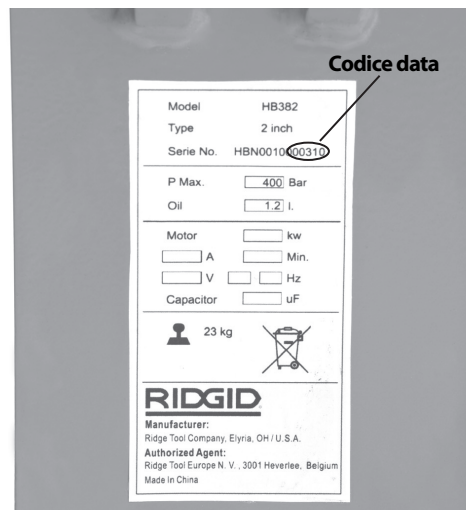 Codice data
Model HB382
Type 2 inch
Serie No. HBN0010000310
P Max. 400 Bar
Oil 1.2 l.
Motor kw
A Min.
V Hz
Capacitor uF
23 kg
RIDGID
Manufacturer:
Ridge Tool Company, Elyria, OH / U.S.A.
Authorized Agent:
Ridge Tool Europe N. V. , 3001 Heverlee, Belgium
Made In China